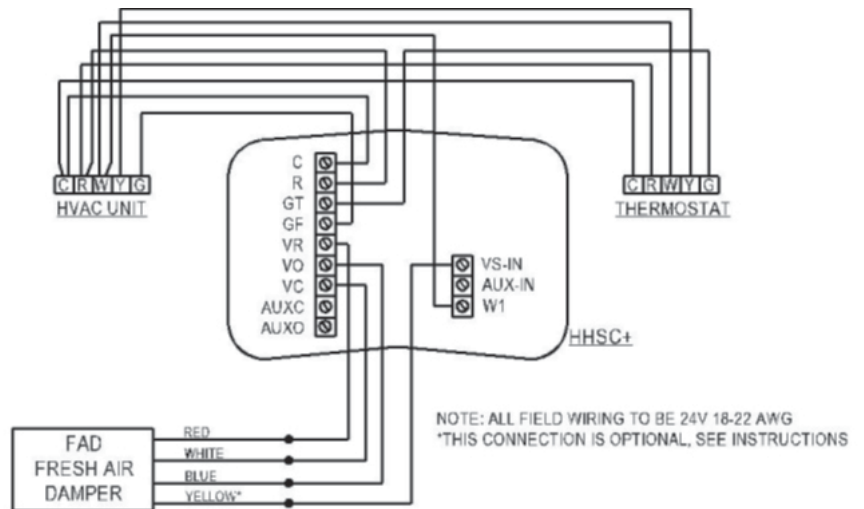 C
R
GT
GF
VR
VO
VC
AUXC
AUXO
C R W Y G
HVAC UNIT
C R W Y G
THERMOSTAT
VS-IN
AUX-IN
W1
HHSC+
NOTE: ALL FIELD WIRING TO BE 24V 18-22 AWG
*THIS CONNECTION IS OPTIONAL, SEE INSTRUCTIONS
FAD
FRESH AIR
DAMPER
RED
WHITE
BLUE
YELLOW*